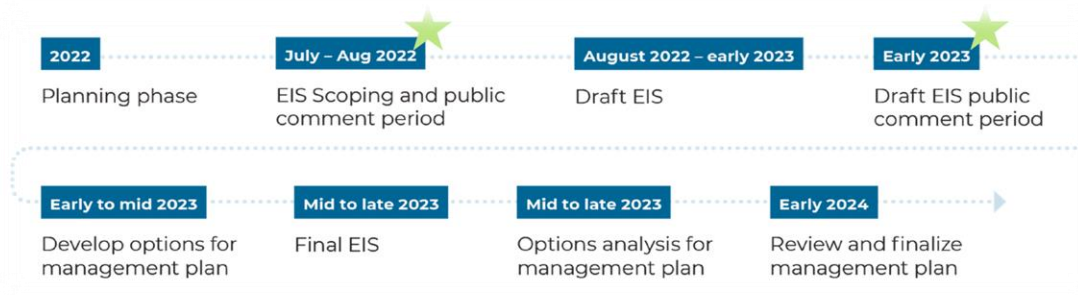 2022
Planning phase
July – Aug 2022
EIS Scoping and public
comment period
August 2022 – early 2023
Draft EIS
Early 2023
Draft EIS public
comment period
Early to mid 2023
Develop options for
management plan
Mid to late 2023
Final EIS
Mid to late 2023
Options analysis for
management plan
Early 2024
Review and finalize
management plan